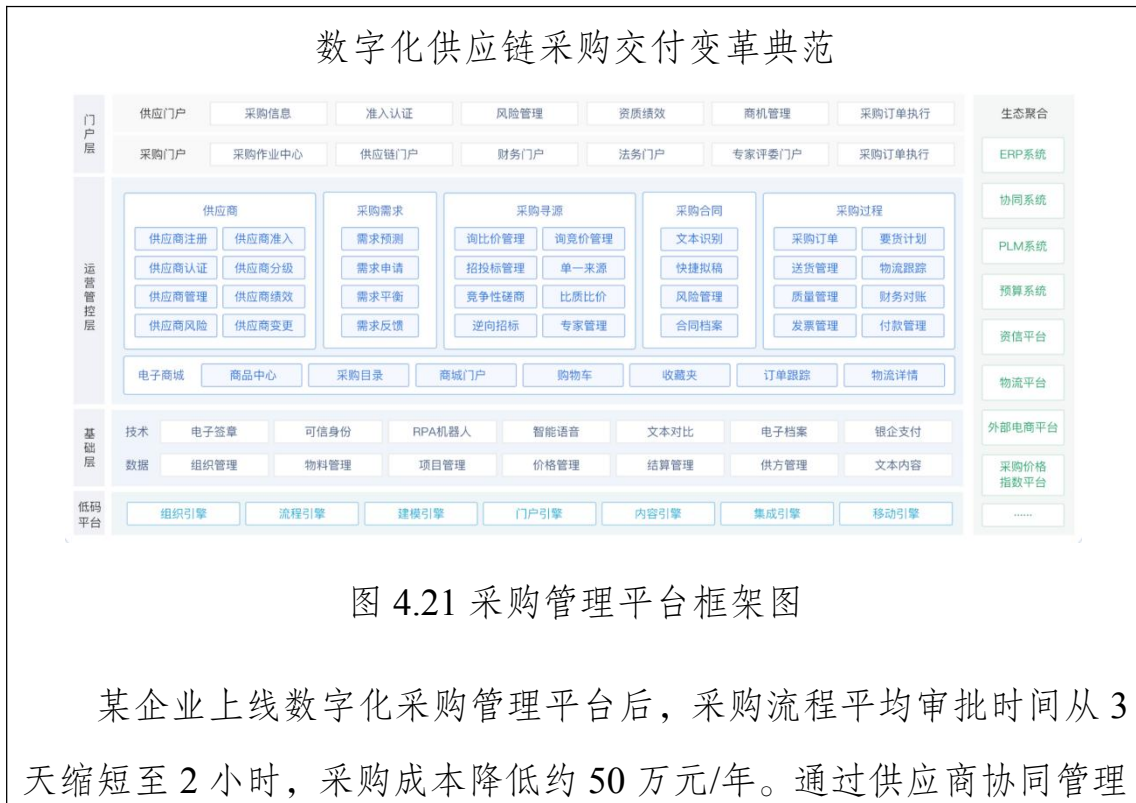 数字化供应链采购交付变革典范
门户层
供应门户 采购信息 准入认证 风险管理 资质绩效 商机管理 采购订单执行
采购门户 采购作业中心 供应链门户 财务门户 法务门户 专家评委门户 采购订单执行
运营管控层
供应商 采购需求 采购寻源 采购合同 采购过程
供应商注册 供应商准入 需求预测 询比价管理 询竞价管理 文本识别 采购订单 要货计划
供应商认证 供应商分级 需求申请 招投标管理 单一来源 快捷拟稿 送货管理 物流跟踪
供应商管理 供应商绩效 需求平衡 竞争性磋商 比质比价 风险管理 质量管理 财务对账
供应商风险 供应商变更 需求反馈 逆向招标 专家管理 合同档案 发票管理 付款管理
电子商城 商品中心 采购目录 商城门户 购物车 收藏夹 订单跟踪 物流详情
基础层
技术 电子签章 可信身份 RPA机器人 智能语音 文本对比 电子档案 银企支付
数据 组织管理 物料管理 项目管理 价格管理 结算管理 供方管理 文本内容
低码平台
组织引擎 流程引擎 建模引擎 门户引擎 内容引擎 集成引擎 移动引擎
生态聚合
ERP系统
协同系统
PLM系统
预算系统
资信平台
物流平台
外部电商平台
采购价格
指数平台
......
图 4.21 采购管理平台框架图
某企业上线数字化采购管理平台后，采购流程平均审批时间从 3
天缩短至 2 小时，采购成本降低约 50 万元/年。通过供应商协同管理